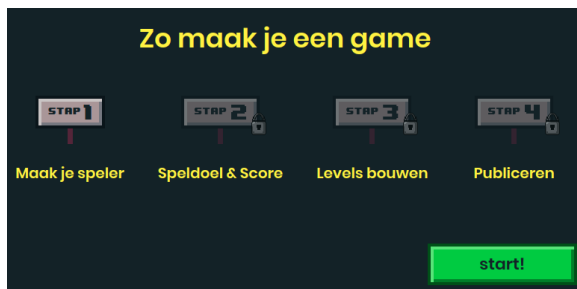 Zo maak je een game
STAP 1
STAP 2
STAP 3
STAP 4
Maak je speler
Speldoel & Score
Levels bouwen
Publiceren
start!